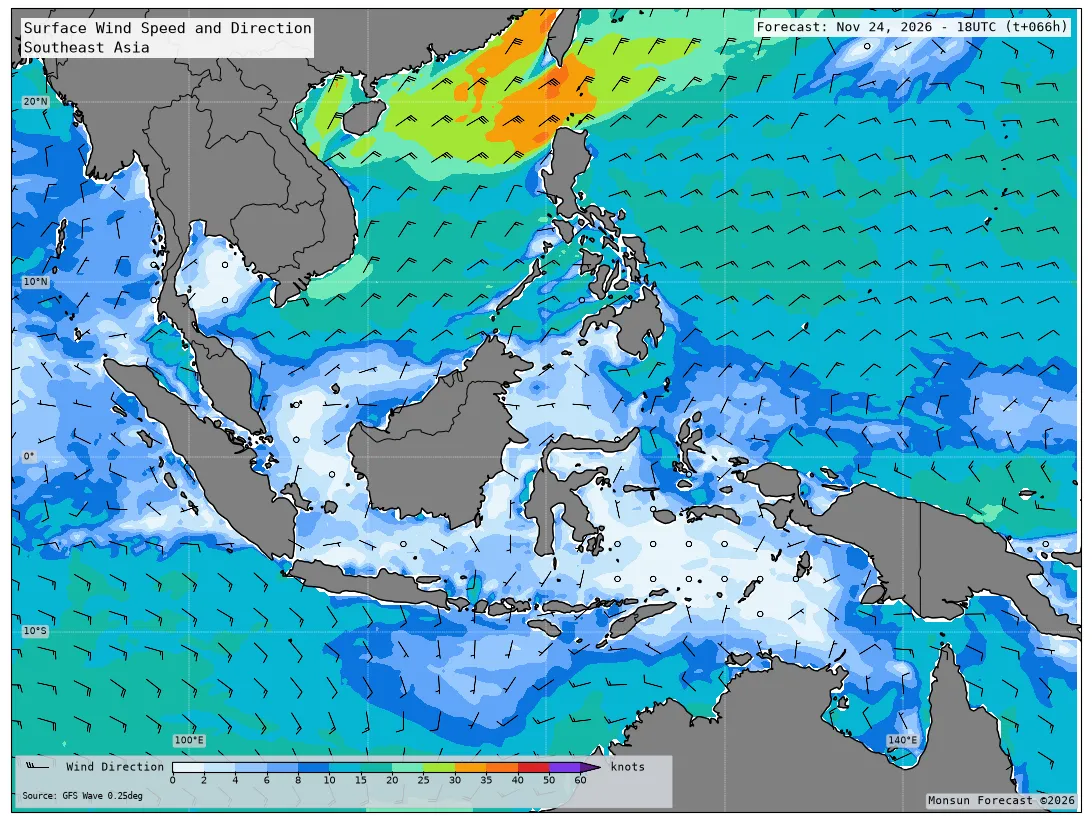 Surface Wind Speed and Direction
Southeast Asia
Forecast: Nov 24, 2026 - 18UTC (t+066h)
20°N
10°N
0°
10°S
100°E
140°E
Wind Direction
0 2 4 6 8 10 15 20 25 30 35 40 50 60
knots
Source: GFS Wave 0.25deg
Monsun Forecast ©2026